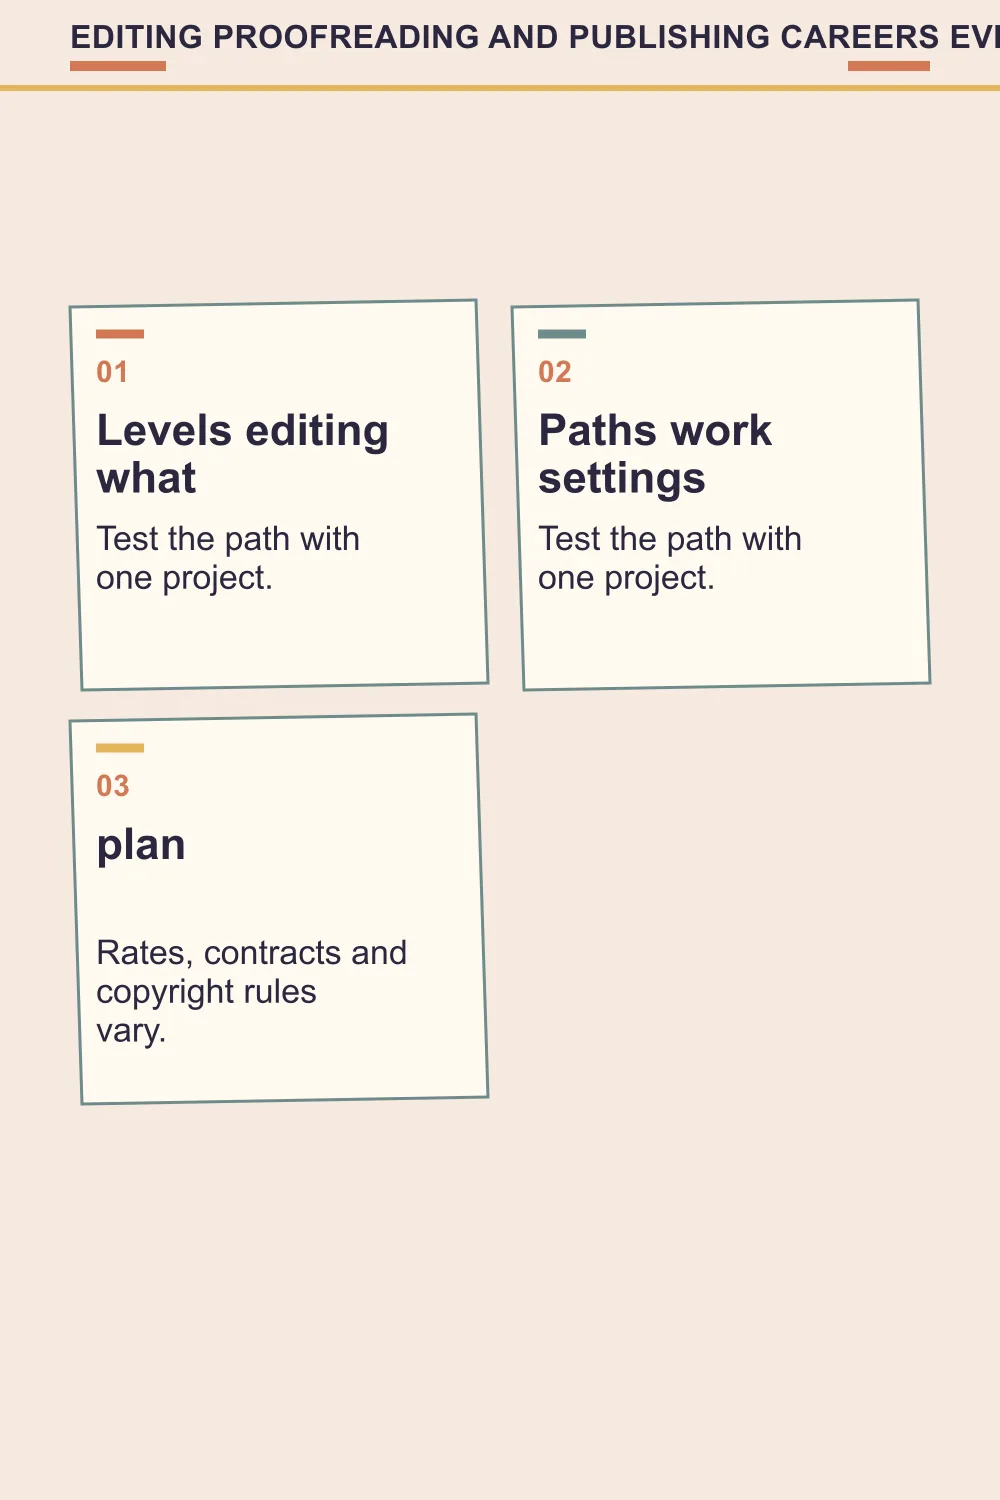 EDITING PROOFREADING AND PUBLISHING CAREERS
01
Levels editing
what
Test the path with
one project.
02
Paths work
settings
Test the path with
one project.
03
plan
Rates, contracts and
copyright rules
vary.